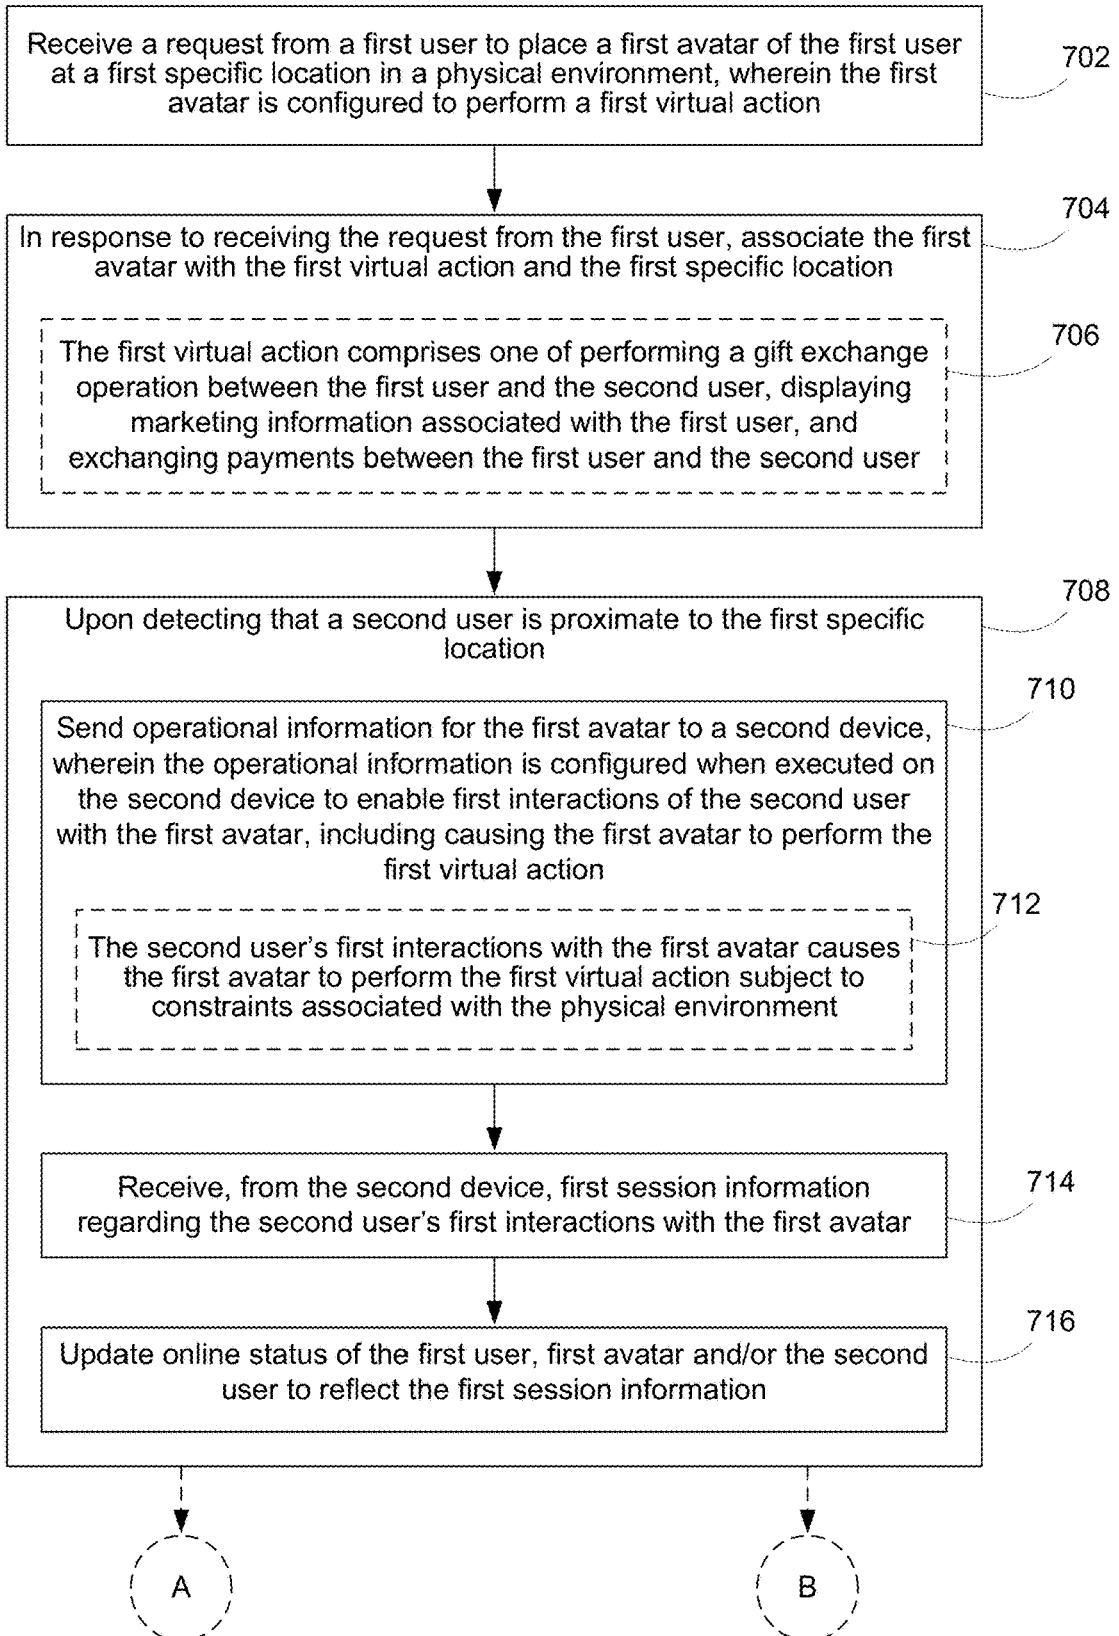 Receive a request from a first user to place a first avatar of the first user
at a first specific location in a physical environment, wherein the first
avatar is configured to perform a first virtual action
702
704
In response to receiving the request from the first user, associate the first
avatar with the first virtual action and the first specific location
706
The first virtual action comprises one of performing a gift exchange
operation between the first user and the second user, displaying
marketing information associated with the first user, and
exchanging payments between the first user and the second user
708
Upon detecting that a second user is proximate to the first specific
location
710
Send operational information for the first avatar to a second device,
wherein the operational information is configured when executed on
the second device to enable first interactions of the second user
with the first avatar, including causing the first avatar to perform the
first virtual action
712
The second user's first interactions with the first avatar causes
the first avatar to perform the first virtual action subject to
constraints associated with the physical environment
714
Receive, from the second device, first session information
regarding the second user's first interactions with the first avatar
716
Update online status of the first user, first avatar and/or the second
user to reflect the first session information
A
B